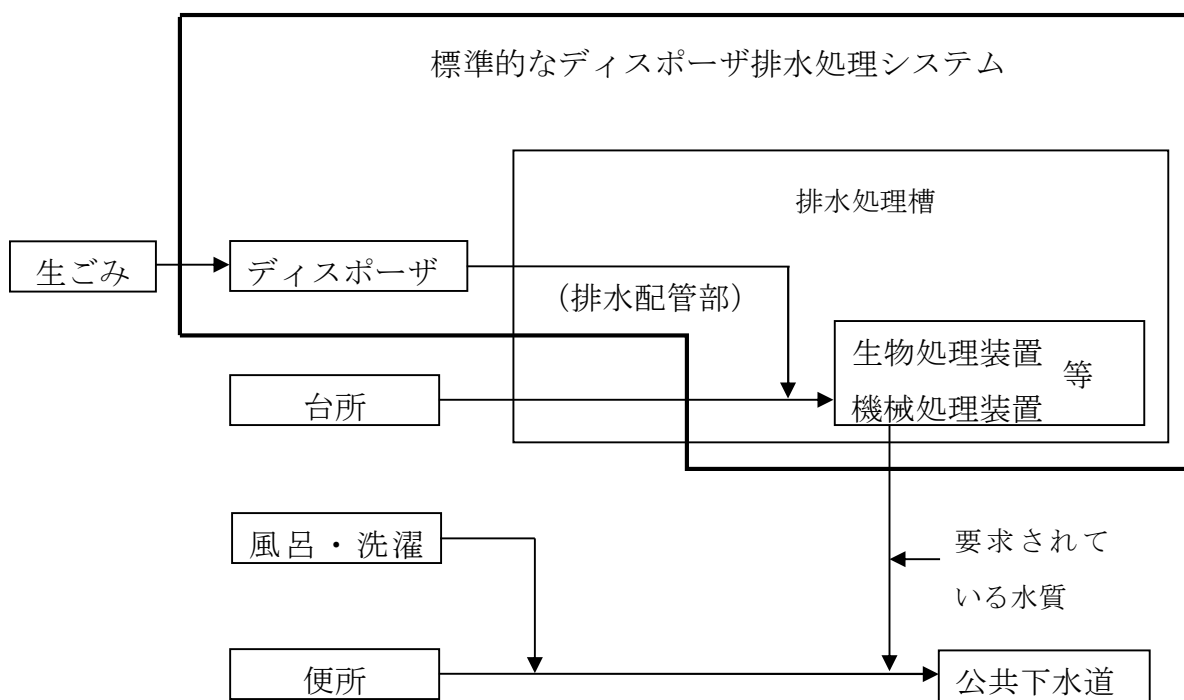 標準的なディスポーザ排水処理システム
排水処理槽
生ごみ
ディスポーザ
(排水配管部)
生物処理装置
等
機械処理装置
台所
風呂・洗濯
要求されて
いる水質
便所
公共下水道